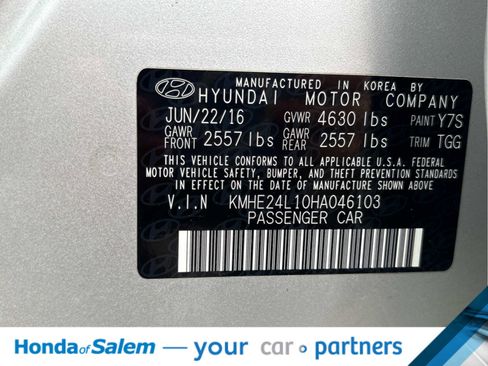 MANUFACTURED IN KOREA BY
HYUNDAI MOTOR COMPANY
JUN/22/16 GVWR 4630 lbs PAINT Y7S
GAWR FRONT 2557 lbs GAWR REAR 2557 lbs TRIM TGG
THIS VEHICLE CONFORMS TO ALL APPLICABLE U.S.A. FEDERAL
MOTOR VEHICLE SAFETY, BUMPER, AND THEFT PREVENTION STANDARDS
IN EFFECT ON THE DATE OF MANUFACTURE SHOWN ABOVE.
V.I.N KMHE24L10HA046103
PASSENGER CAR
Honda of Salem — your car partners